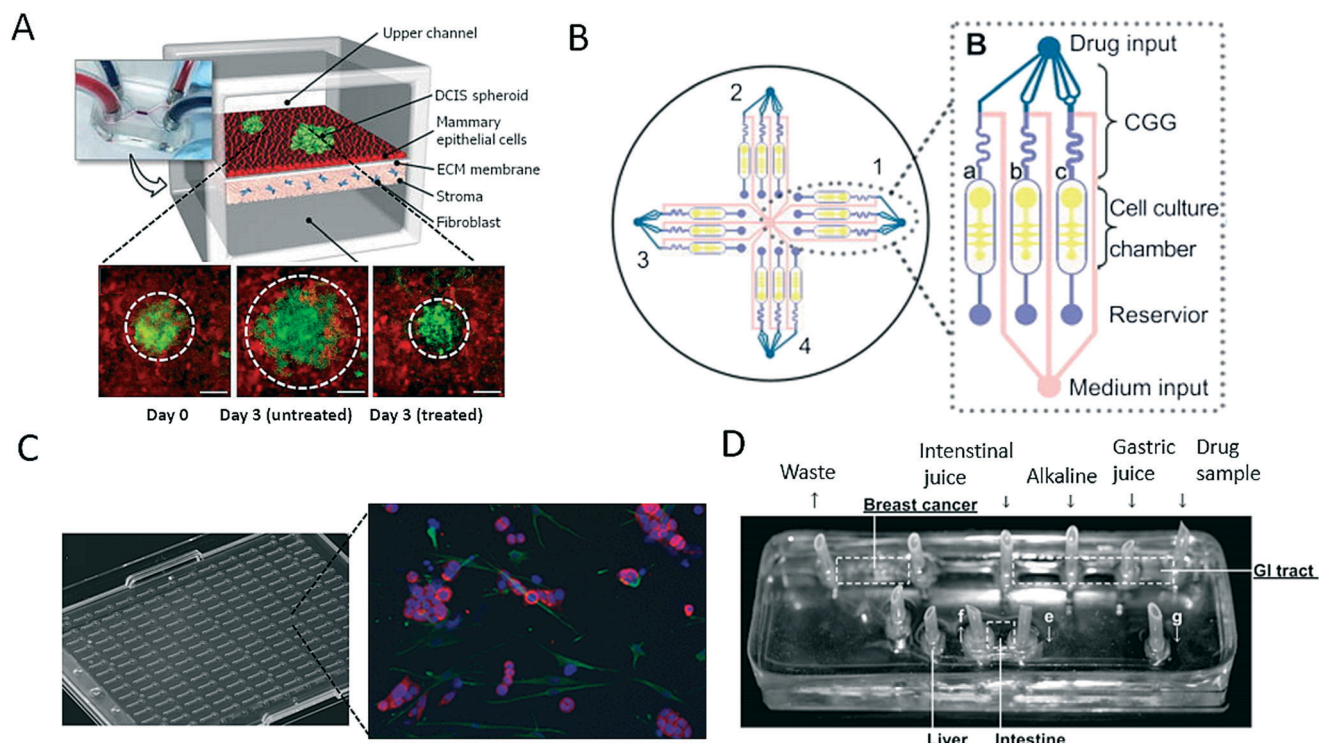 A
Upper channel
DCIS spheroid
Mammary
epithelial cells
ECM membrane
Stroma
Fibroblast
Day 0
Day 3 (untreated)
Day 3 (treated)
B
1
2
3
4
B
Drug input
CGG
a
b
c
Cell culture
chamber
Reservior
Medium input
C
D
Waste
Intenstinal
juice
Alkaline
Gastric
juice
Drug
sample
Breast cancer
GI tract
f
e
g
Liver
Intestine